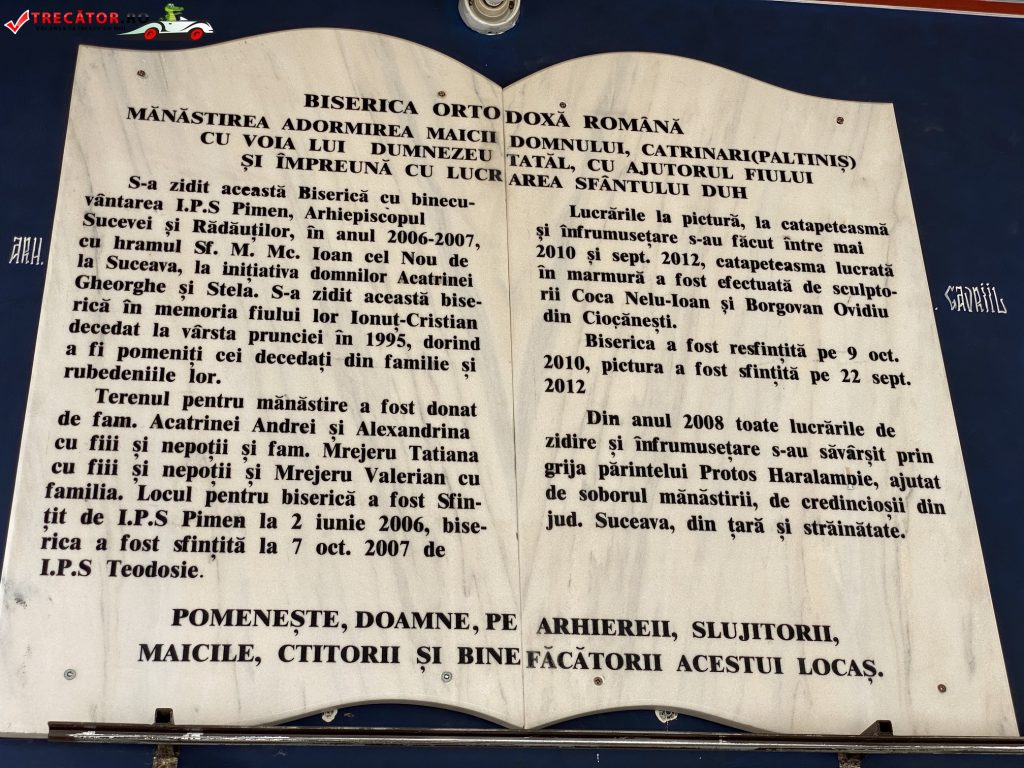 TRECĂTOR.RO
BISERICA ORTODOXĂ ROMÂNĂ
MĂNĂSTIREA ADORMIREA MAICII DOMNULUI, CATRINARI(PALTINIȘ)
CU VOIA LUI DUMNEZEU TATĂL, CU AJUTORUL FIULUI
ȘI ÎMPREUNĂ CU LUCRAREA SFÂNTULUI DUH
S-a zidit această Biserică cu binecu-
vântarea I.P.S Pimen, Arhiepiscopul
Sucevei și Rădăuților, în anul 2006-2007,
cu hramul Sf. M. Mc. Ioan cel Nou de
la Suceava, la inițiativa domnilor Acatrinei
Gheorghe și Stela. S-a zidit această bise-
rică în memoria fiului lor Ionuț-Cristian
decedat la vârsta prunciei în 1995, dorind
a fi pomeniți cei decedați din familie și
rubedeniile lor.
Terenul pentru mănăstire a fost donat
de fam. Acatrinei Andrei și Alexandrina
cu fiii și nepoții și fam. Mrejeru Tatiana
cu fiii și nepoții și Mrejeru Valerian cu
familia. Locul pentru biserică a fost Sfin-
țit de I.P.S Pimen la 2 iunie 2006, bise-
rica a fost sfințită la 7 oct. 2007 de
I.P.S Teodosie.
Lucrările la pictură, la catapeteasmă
și înfrumusețare s-au făcut între mai
2010 și sept. 2012, catapeteasma lucrată
în marmură a fost efectuată de sculpto-
rii Coca Nelu-Ioan și Borgovan Ovidiu
din Ciocănești.
Biserica a fost resfințită pe 9 oct.
2010, pictura a fost sfințită pe 22 sept.
2012
Din anul 2008 toate lucrările de
zidire și înfrumusețare s-au săvârșit prin
grija părintelui Protos Haralambie, ajutat
de soborul mănăstirii, de credincioșii din
jud. Suceava, din țară și străinătate.
POMENEȘTE, DOAMNE, PE ARHIEREII, SLUJITORII,
MAICILE, CTITORII ȘI BINEFĂCĂTORII ACESTUI LOCAȘ.
ARH.
GAVRIIL